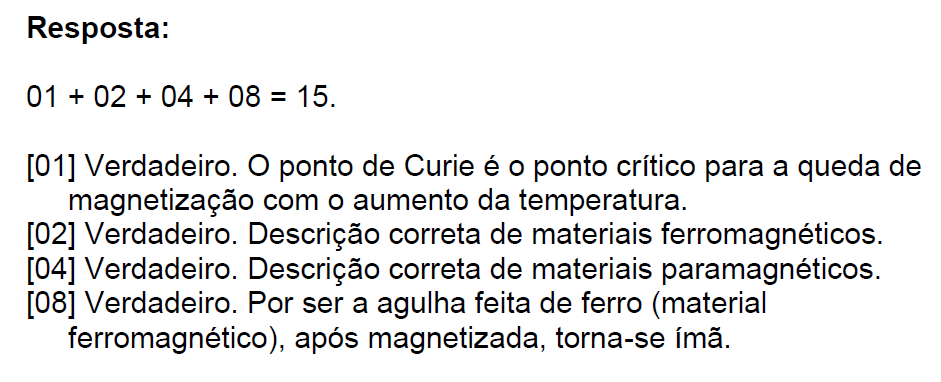 Resposta:
01 + 02 + 04 + 08 = 15.
[01] Verdadeiro. O ponto de Curie é o ponto crítico para a queda de
magnetização com o aumento da temperatura.
[02] Verdadeiro. Descrição correta de materiais ferromagnéticos.
[04] Verdadeiro. Descrição correta de materiais paramagnéticos.
[08] Verdadeiro. Por ser a agulha feita de ferro (material
ferromagnético), após magnetizada, torna-se ímã.